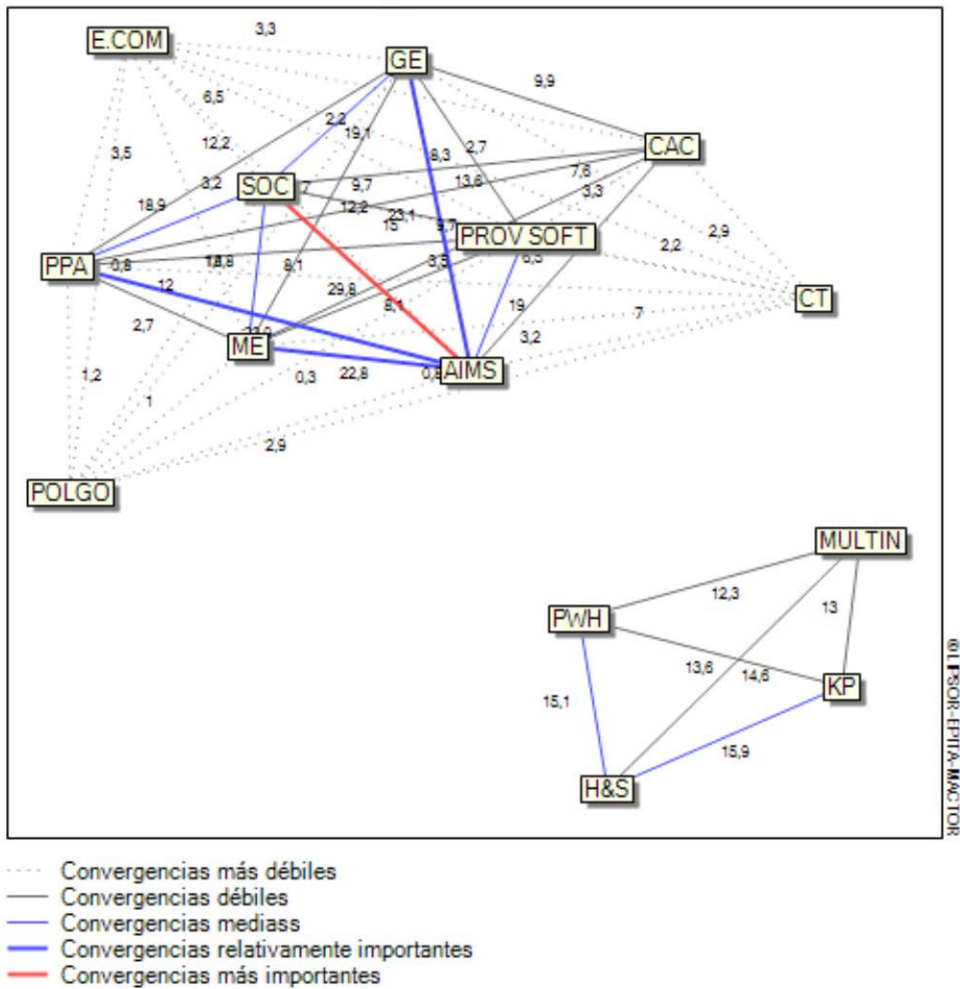 E.COM
3,3
GE
9,9
6,5
2,2
19,1
CAC
12,2
8,3
2,7
3,5
7,6
3,2
SOC
7
9,7
13,6
3,3
18,9
12,2
23,1
15
9,7
PROV SOFT
2,9
2,2
PPA
0,8
8,1
3,5
6,5
CT
12
29,8
8,1
19
7
2,7
ME
3,2
1,2
0,3
22,8
AIMS
1
2,9
POLGO
MULTIN
12,3
13
PWH
13,6
14,6
KP
15,1
15,9
H&S
@LIPSOR-EPITA-MACTOR
Convergencias más débiles
Convergencias débiles
Convergencias mediass
Convergencias relativamente importantes
Convergencias más importantes